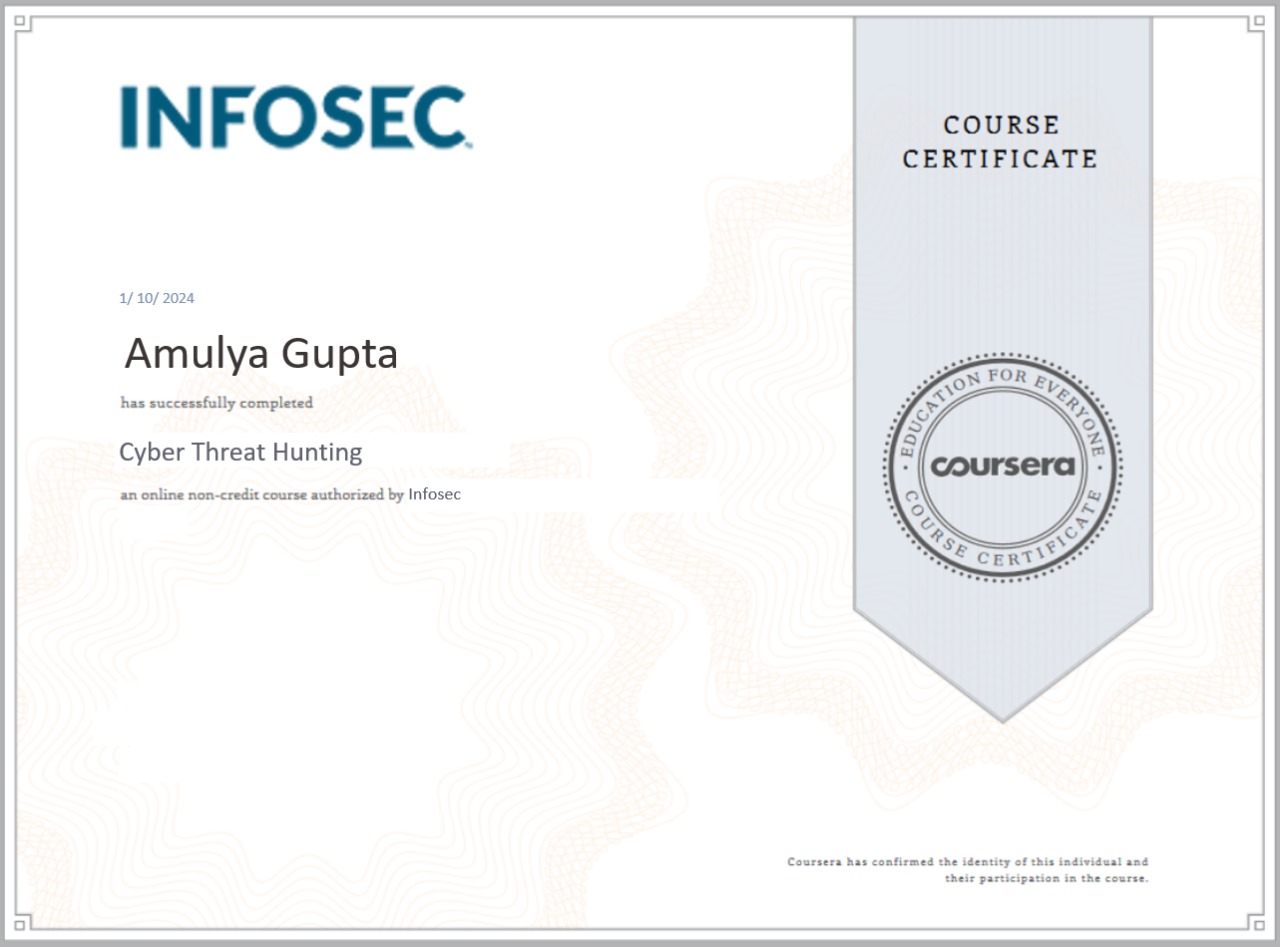 INFOSEC
COURSE
CERTIFICATE
1/ 10/ 2024
Amulya Gupta
has successfully completed
Cyber Threat Hunting
an online non-credit course authorized by Infosec
EDUCATION FOR EVERYONE
coursera
COURSE CERTIFICATE
Coursera has confirmed the identity of this individual and
their participation in the course.